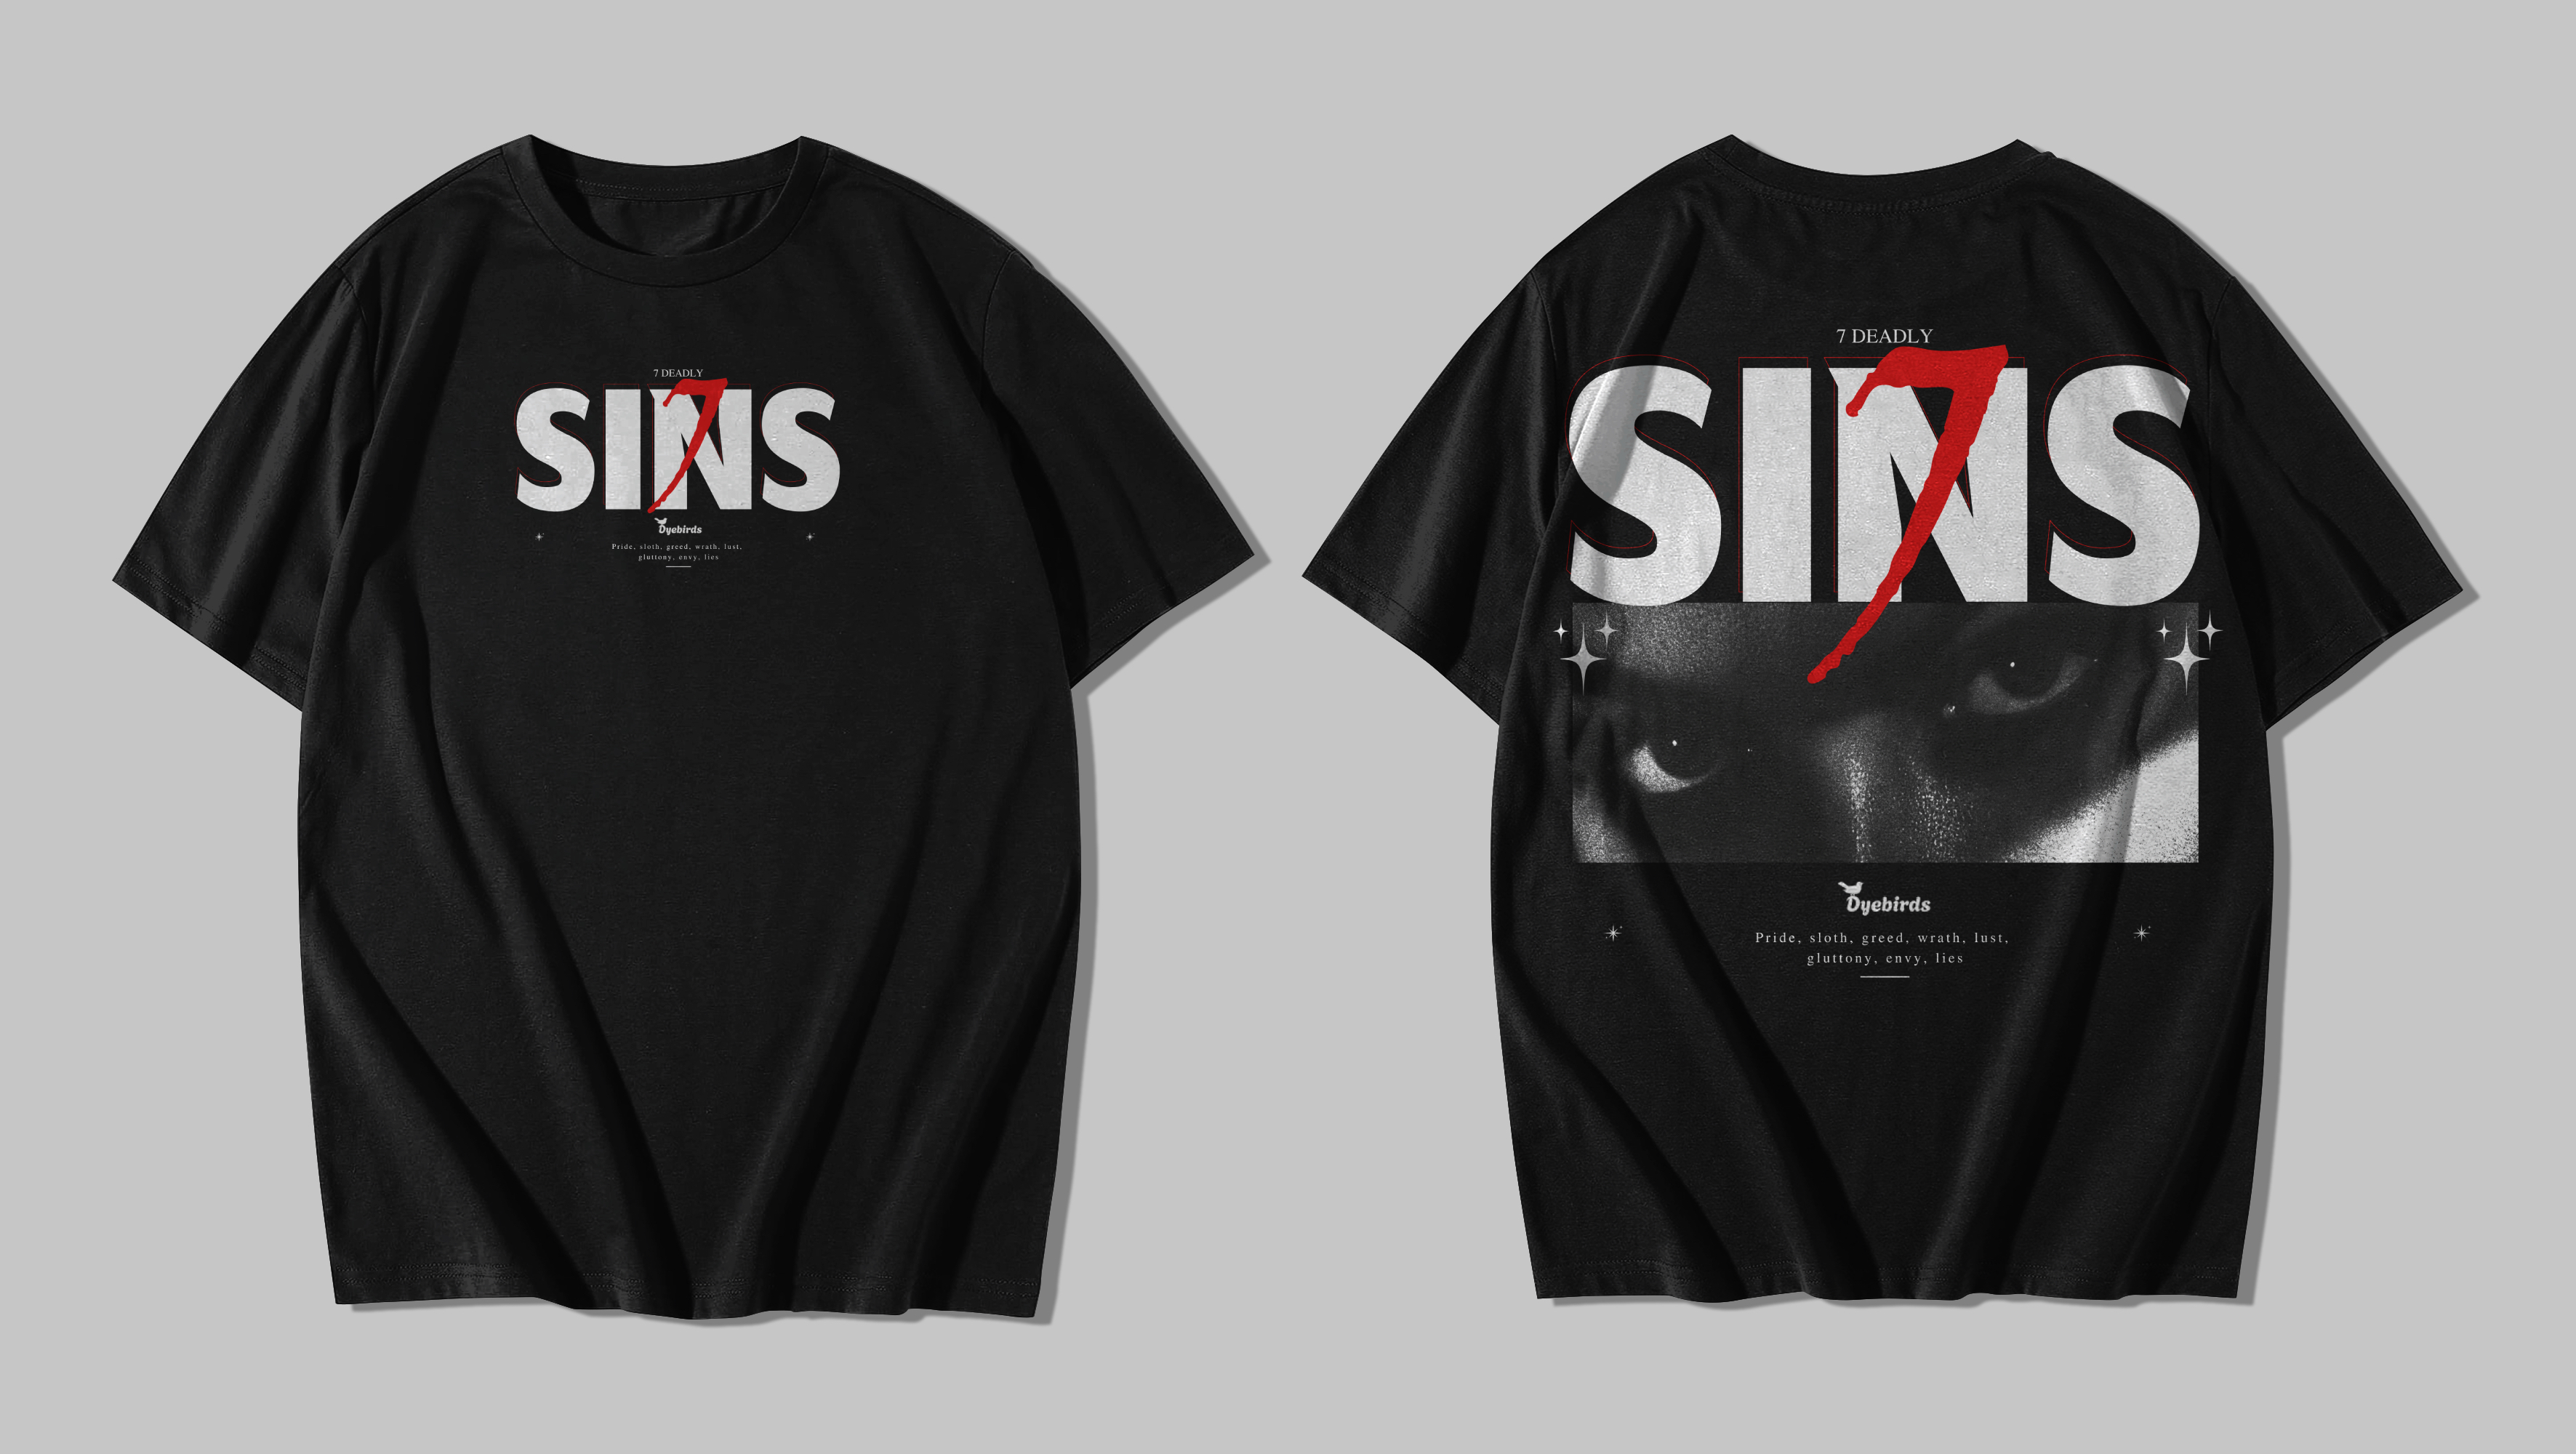 7 DEADLY
SINS
7
Dyebirds
Pride, sloth, greed, wrath, lust,
gluttony, envy, lies
7 DEADLY
SINS
7
Dyebirds
Pride, sloth, greed, wrath, lust,
gluttony, envy, lies